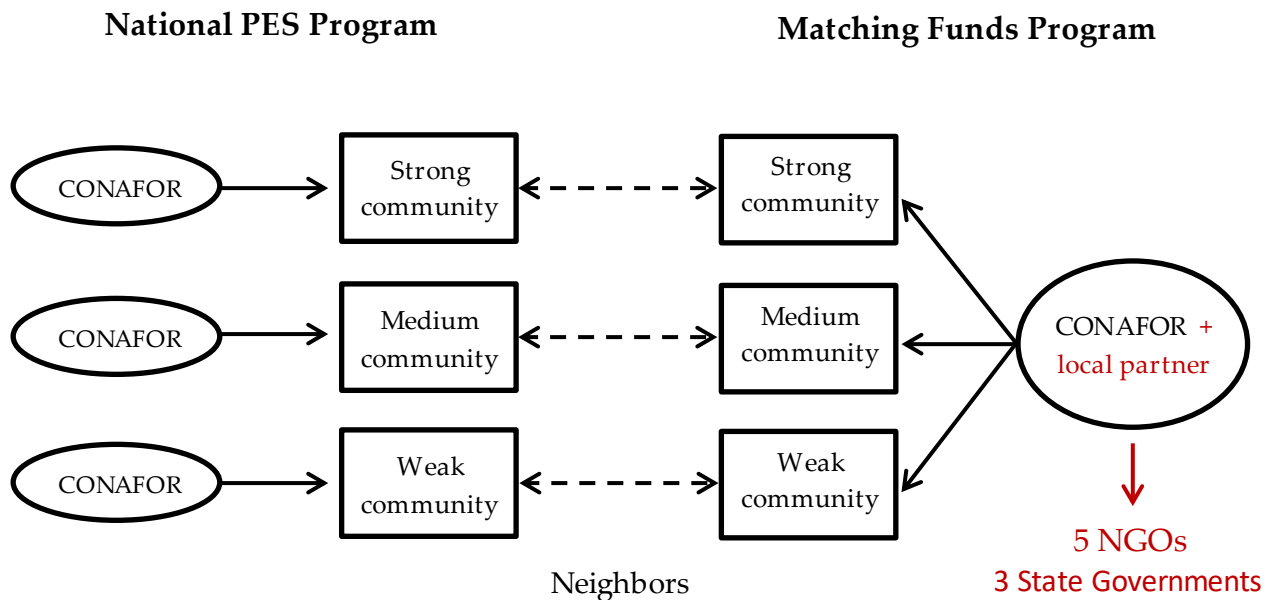 National PES Program
Matching Funds Program
CONAFOR
Strong
community
Strong
community
CONAFOR
Medium
community
Medium
community
CONAFOR +
local partner
CONAFOR
Weak
community
Weak
community
5 NGOs
3 State Governments
Neighbors